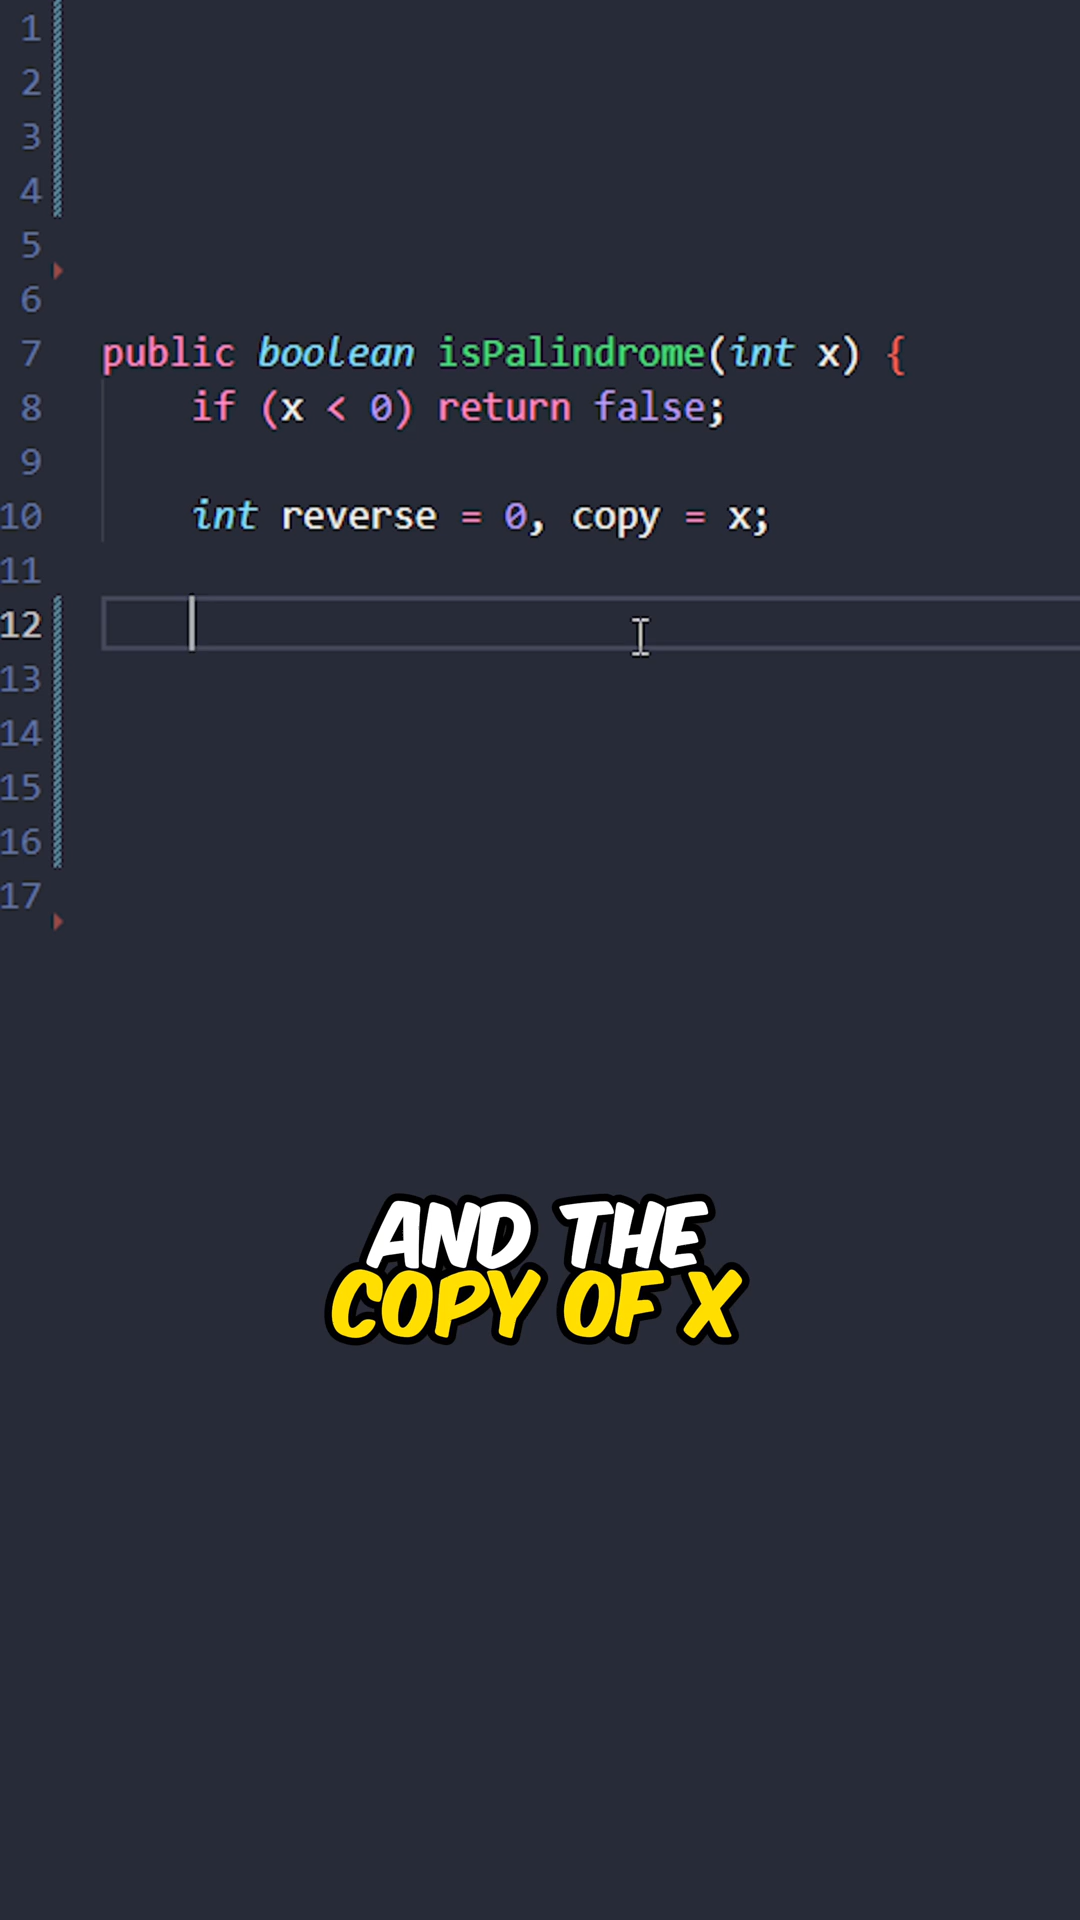 1
2
3
4
5
6
7 public boolean isPalindrome(int x) {
8 if (x < 0) return false;
9
10 int reverse = 0, copy = x;
11
12
13
14
15
16
17
AND THE
COPY OF X